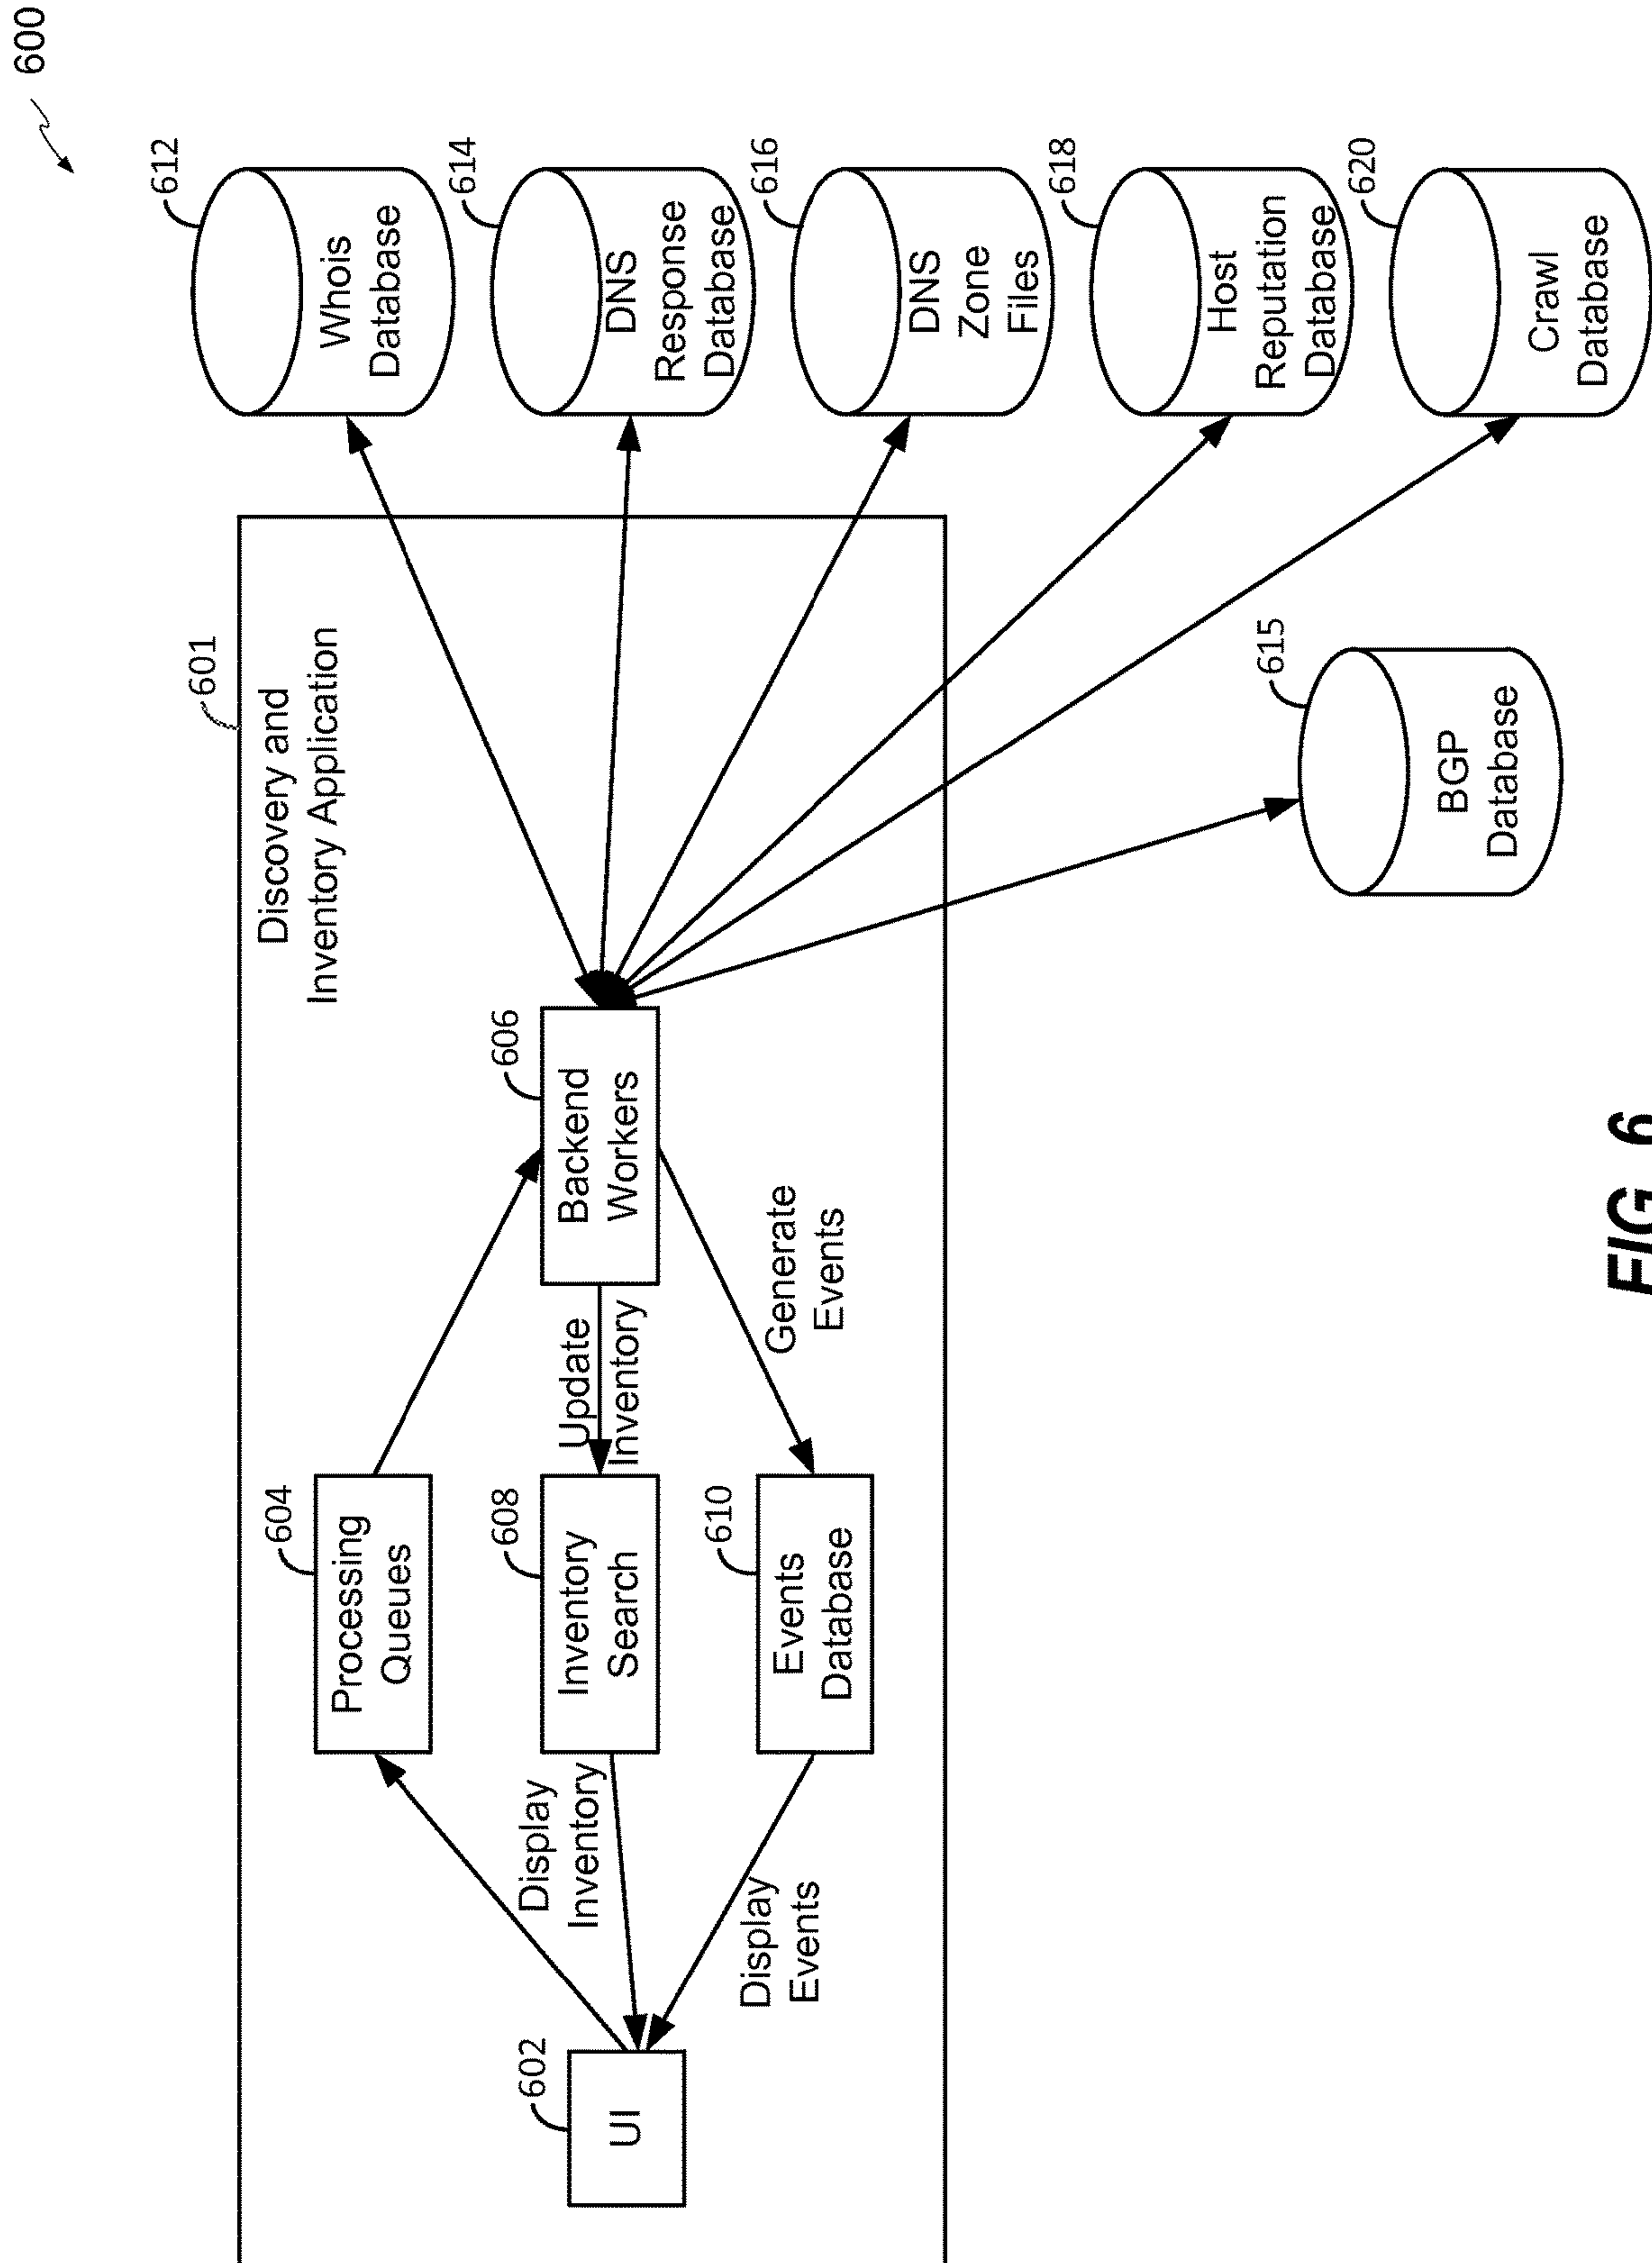 600
601
Discovery and
Inventory Application
602
UI
604
Processing
Queues
Display
Inventory
608
Inventory
Search
Display
Events
610
Events
Database
Update
Inventory
Generate
Events
606
Backend
Workers
612
Whois
Database
614
DNS
Response
Database
616
DNS
Zone
Files
618
Host
Reputation
Database
620
Crawl
Database
615
BGP
Database
FIG. 6